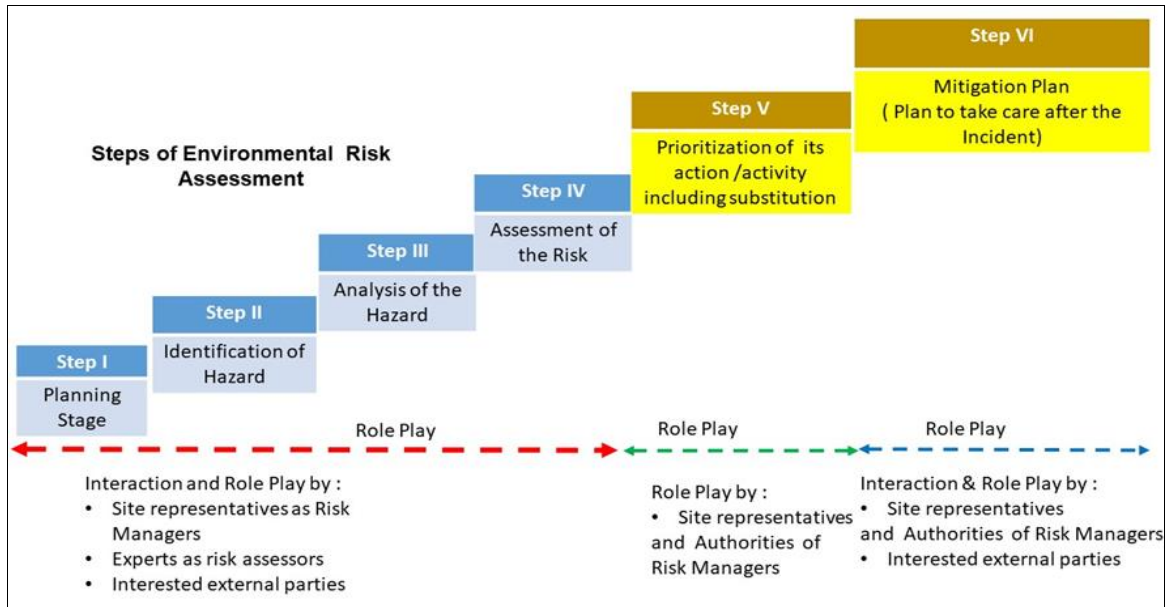 Steps of Environmental Risk
Assessment
Step I
Planning
Stage
Step II
Identification of
Hazard
Step III
Analysis of the
Hazard
Step IV
Assessment of
the Risk
Step V
Prioritization of its
action /activity
including substitution
Step VI
Mitigation Plan
( Plan to take care after the
Incident)
Role Play
Interaction and Role Play by :
• Site representatives as Risk
Managers
• Experts as risk assessors
• Interested external parties
Role Play
Role Play by :
• Site representatives
and Authorities of
Risk Managers
Role Play
Interaction & Role Play by :
• Site representatives
and Authorities of Risk Managers
• Interested external parties